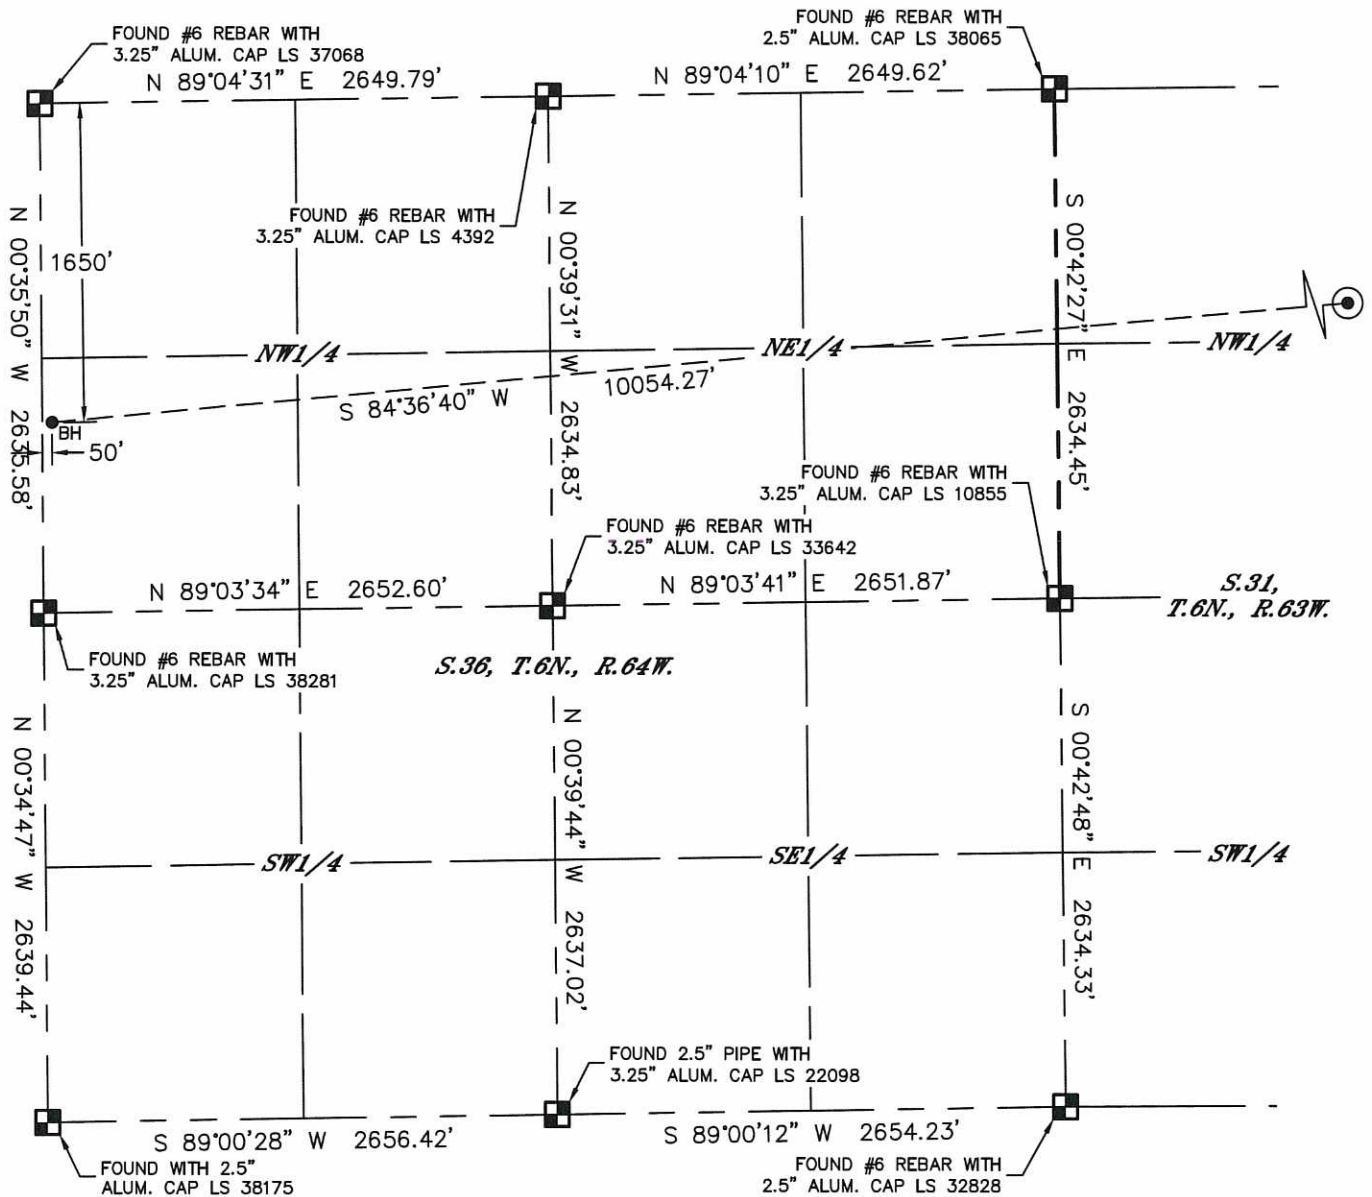 FOUND #6 REBAR WITH
3.25" ALUM. CAP LS 37068
FOUND #6 REBAR WITH
2.5" ALUM. CAP LS 38065
N 89°04'31" E 2649.79'
N 89°04'10" E 2649.62'
FOUND #6 REBAR WITH
3.25" ALUM. CAP LS 4392
N 00°35'50" W 2635.58'
1650'
N 00°39'31" W 2634.83'
S 00°42'27" E 2634.45'
NW1/4
NE1/4
NW1/4
S 84°36'40" W 10054.27'
BH
50'
FOUND #6 REBAR WITH
3.25" ALUM. CAP LS 10855
FOUND #6 REBAR WITH
3.25" ALUM. CAP LS 33642
N 89°03'34" E 2652.60'
N 89°03'41" E 2651.87'
S.31,
T.6N., R.63W.
FOUND #6 REBAR WITH
3.25" ALUM. CAP LS 38281
S.36, T.6N., R.64W.
N 00°34'47" W 2639.44'
N 00°39'44" W 2637.02'
S 00°42'48" E 2634.33'
SW1/4
SE1/4
SW1/4
FOUND 2.5" PIPE WITH
3.25" ALUM. CAP LS 22098
S 89°00'28" W 2656.42'
S 89°00'12" W 2654.23'
FOUND WITH 2.5"
ALUM. CAP LS 38175
FOUND #6 REBAR WITH
2.5" ALUM. CAP LS 32828